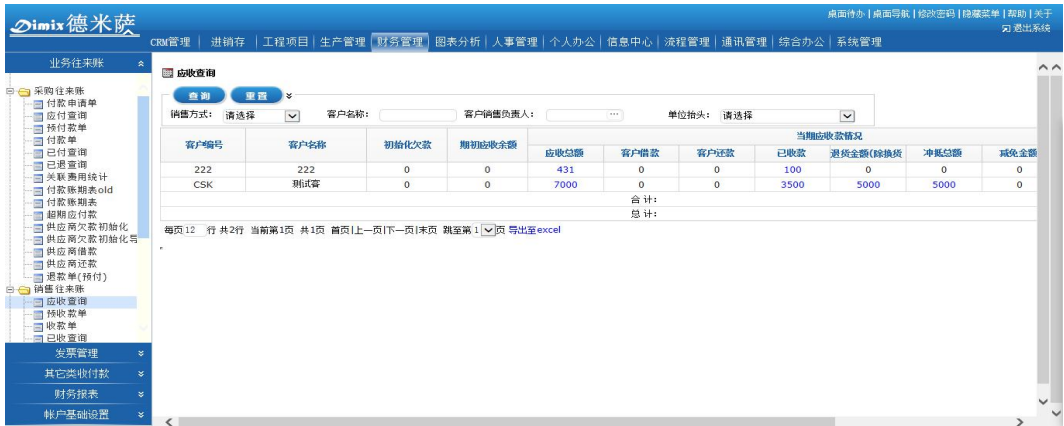 Dimix德米萨
桌面待办 | 桌面导航 | 修改密码 | 隐藏菜单 | 帮助 | 关于
退出系统
CRM管理 | 进销存 | 工程项目 | 生产管理 | 财务管理 | 图表分析 | 人事管理 | 个人办公 | 信息中心 | 流程管理 | 通讯管理 | 综合办公 | 系统管理
业务往来账
采购往来账
付款申请单
应付查询
预付款单
付款单
已付查询
已退查询
关联费用统计
付款账期表old
付款账期表
超期应付款
供应商欠款初始化
供应商欠款初始化导
供应商借款
供应商还款
退款单(预付)
销售往来账
应收查询
预收款单
收款单
已收查询
发票管理
其它类收付款
财务报表
帐户基础设置
应收查询
查询 重置
销售方式: 请选择 客户名称: 客户销售负责人: ... 单位抬头: 请选择
客户编号 客户名称 初始化欠款 期初应收余额 当期应收款情况
应收总额 客户借款 客户还款 已收款 退货金额(除换货 冲抵总额 减免金额
222 222 0 0 431 0 0 100 0 0 0
CSK 测试客 0 0 7000 0 0 3500 5000 5000 0
合计:
总计:
每页12 行 共2行 当前第1页 共1页 首页|上一页|下一页|末页 跳至第 1 页 导出至excel